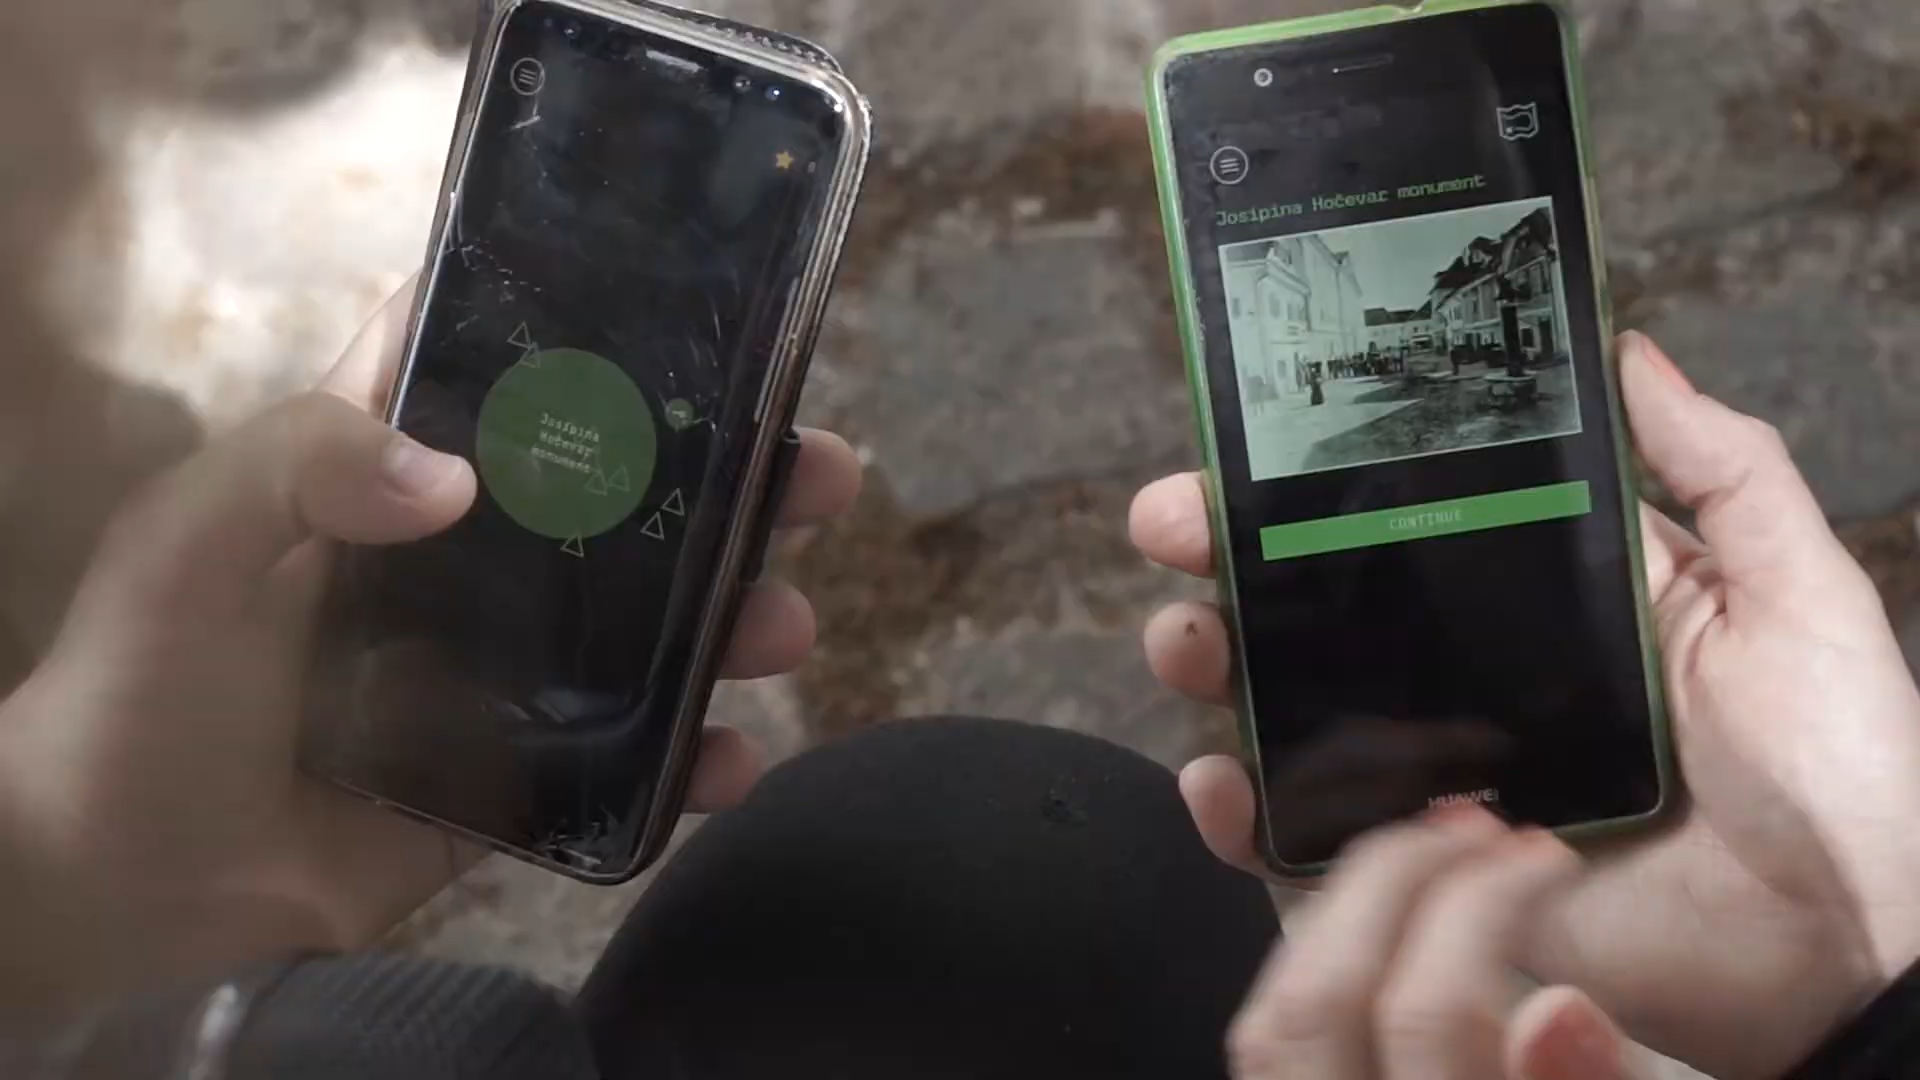 Josipina
Hočevar
monument
Josipina Hočevar monument
CONTINUE
HUAWEI